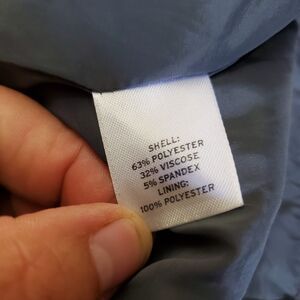 SHELL:
63% POLYESTER
32% VISCOSE
5% SPANDEX
LINING:
100% POLYESTER